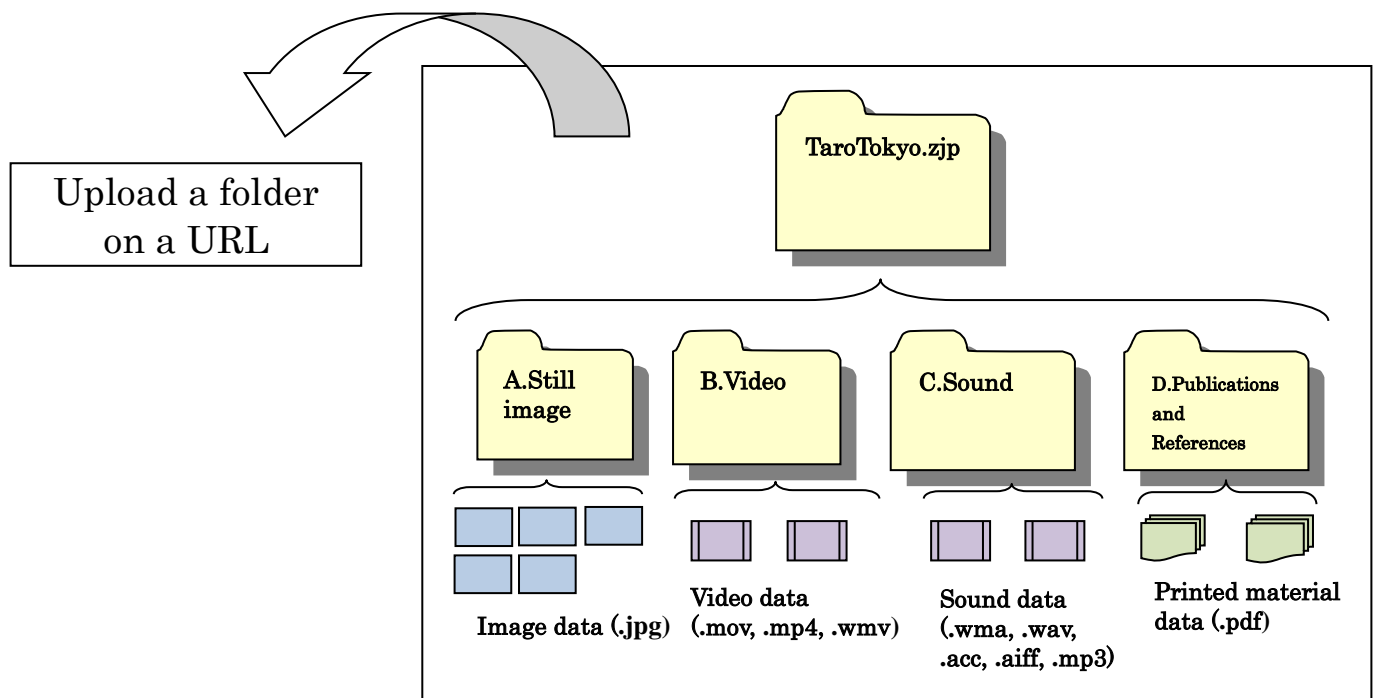 Upload a folder
on a URL
TaroTokyo.zjp
A.Still
image
B.Video
C.Sound
D.Publications
and
References
Image data (.jpg)
Video data
(.mov, .mp4, .wmv)
Sound data
(.wma, .wav,
.acc, .aiff, .mp3)
Printed material
data (.pdf)